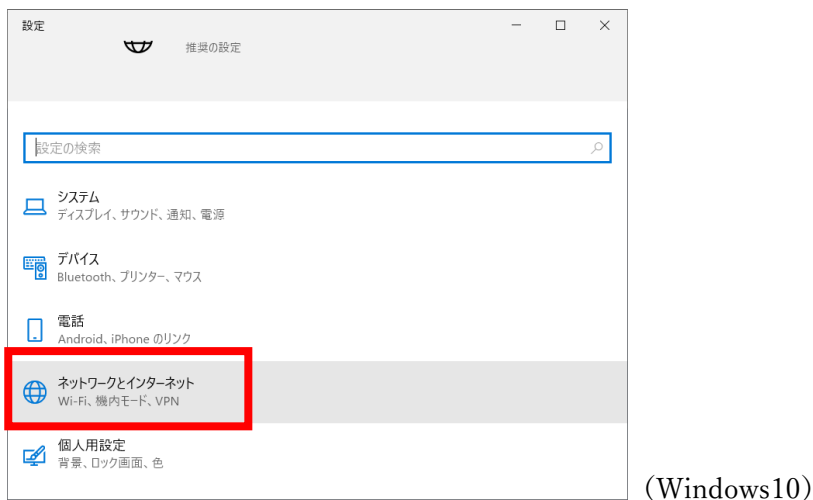 設定
推奨の設定
設定の検索
システム
ディスプレイ、サウンド、通知、電源
デバイス
Bluetooth、プリンター、マウス
電話
Android、iPhone のリンク
ネットワークとインターネット
Wi-Fi、機内モード、VPN
個人用設定
背景、ロック画面、色
（Windows10）